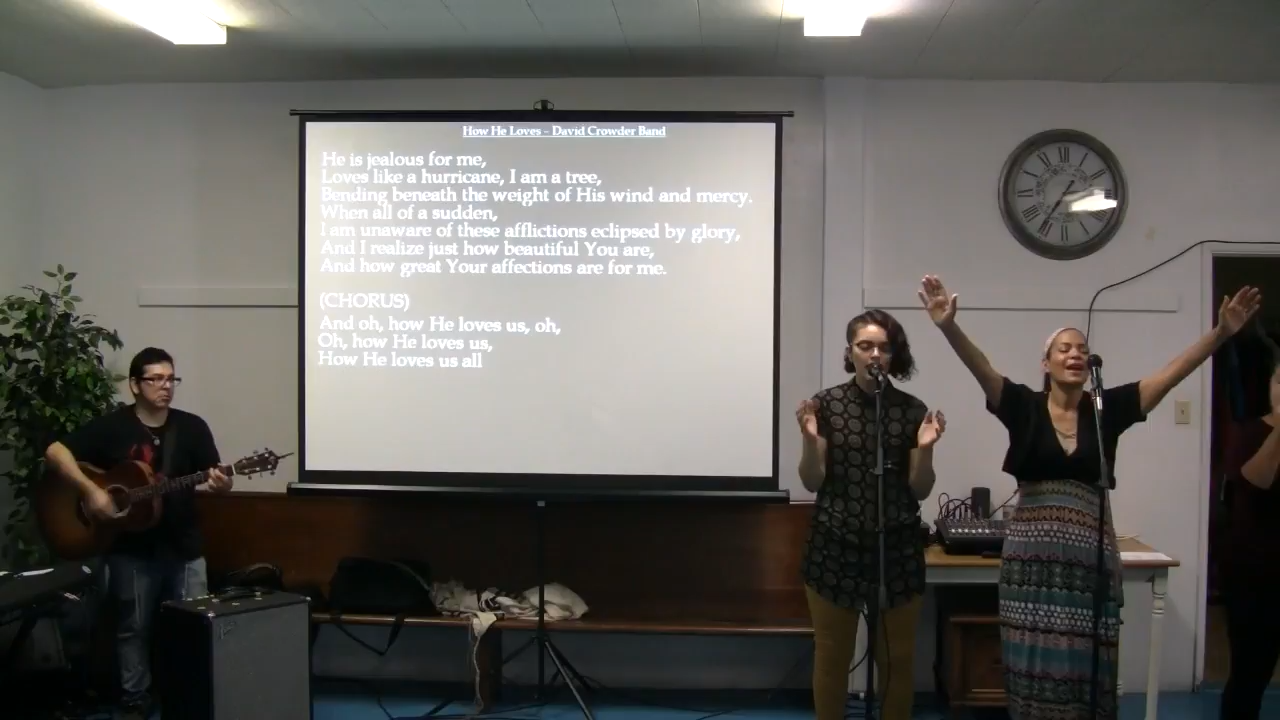 How He Loves - David Crowder Band
He is jealous for me,
Loves like a hurricane, I am a tree,
Bending beneath the weight of His wind and mercy.
When all of a sudden,
I am unaware of these afflictions eclipsed by glory,
And I realize just how beautiful You are,
And how great Your affections are for me.
(CHORUS)
And oh, how He loves us, oh,
Oh, how He loves us,
How He loves us all